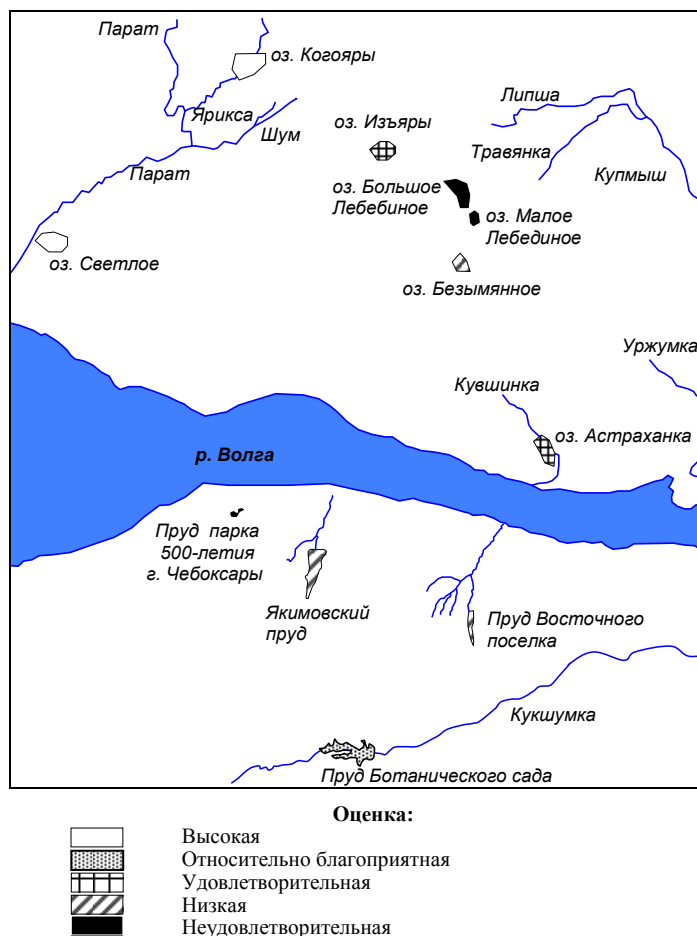 Парат
оз. Когояры
Ярикса
Шум
Парат
оз. Изъяры
Липша
Травянка
Купмыш
оз. Большое
Лебебиное
оз. Малое
Лебединое
оз. Светлое
оз. Безымянное
Уржумка
Кувшинка
оз. Астраханка
р. Волга
Пруд парка
500-летия
г. Чебоксары
Якимовский
пруд
Пруд Восточного
поселка
Кукшумка
Пруд Ботанического сада
Оценка:
Высокая
Относительно благоприятная
Удовлетворительная
Низкая
Неудовлетворительная